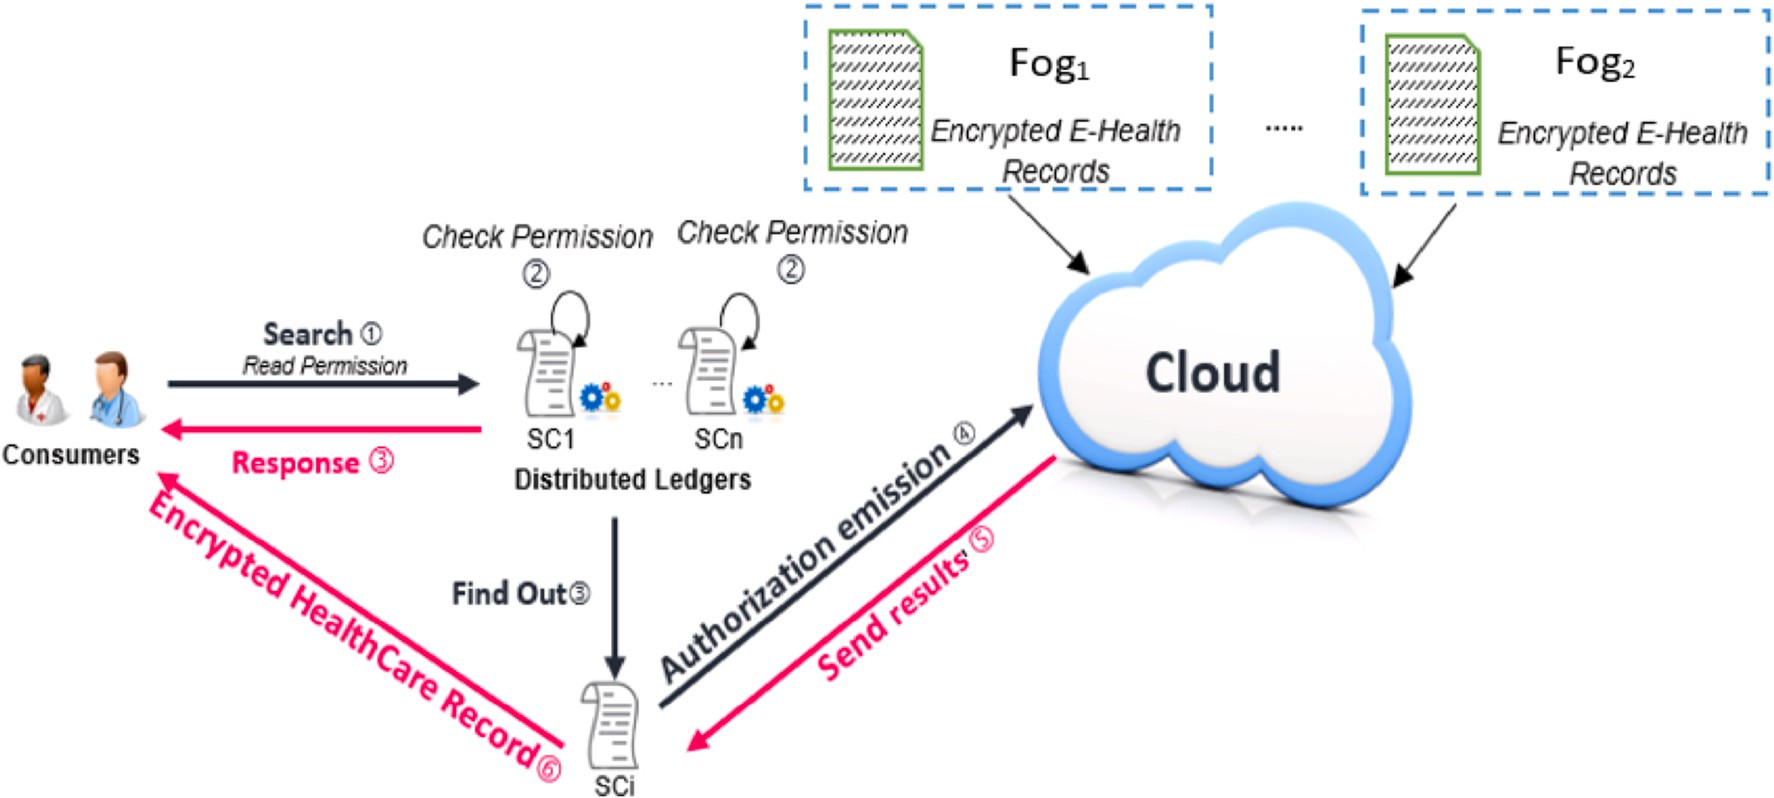 Fog1
Encrypted E-Health
Records
.....
Fog2
Encrypted E-Health
Records
Check Permission
②
Check Permission
②
Search ①
Read Permission
Consumers
Response ③
SC1
...
SCn
Distributed Ledgers
Cloud
Find Out③
Authorization emission ④
Send results' ⑤
Encrypted HealthCare Record⑥
SCi